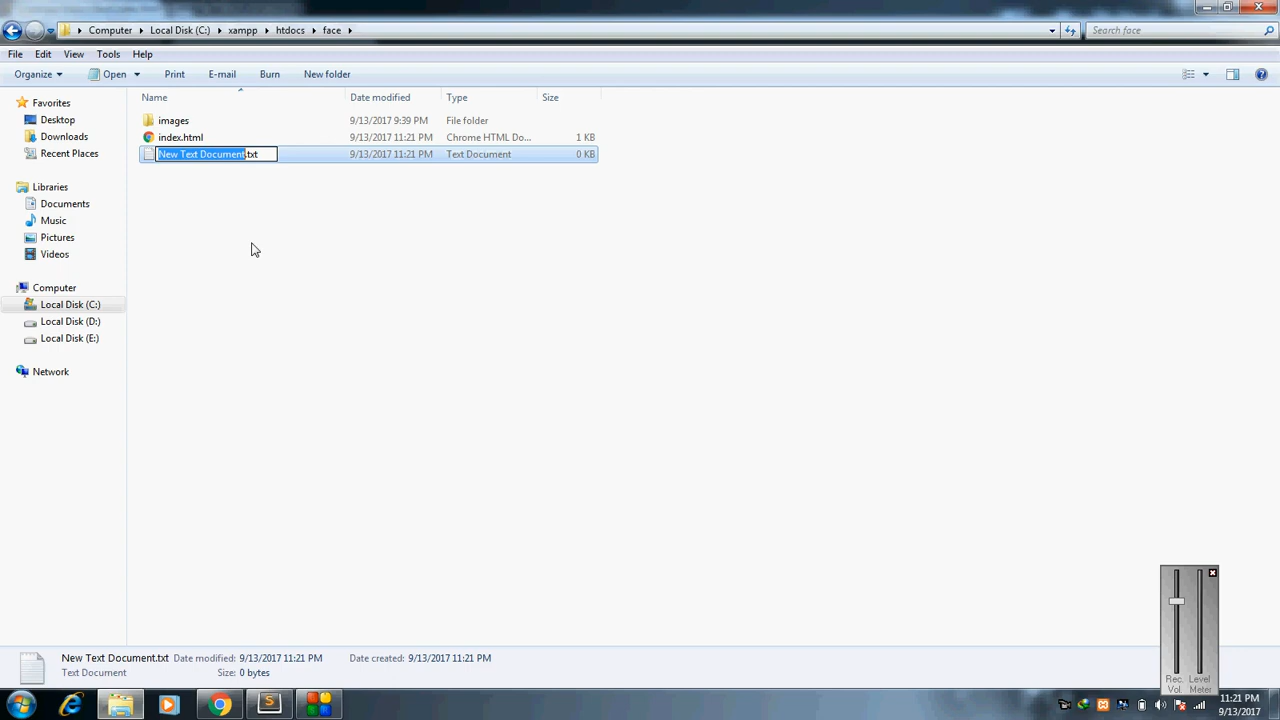 Computer Local Disk (C:) xampp htdocs face Search face
File Edit View Tools Help
Organize Open Print E-mail Burn New folder
Name Date modified Type Size
Favorites
Desktop
Downloads
Recent Places
Libraries
Documents
Music
Pictures
Videos
Computer
Local Disk (C:)
Local Disk (D:)
Local Disk (E:)
Network
images 9/13/2017 9:39 PM File folder
index.html 9/13/2017 11:21 PM Chrome HTML Do... 1 KB
New Text Document.txt 9/13/2017 11:21 PM Text Document 0 KB
New Text Document.txt Date modified: 9/13/2017 11:21 PM Date created: 9/13/2017 11:21 PM
Text Document Size: 0 bytes
Rec. Level
Vol. Meter
11:21 PM
9/13/2017